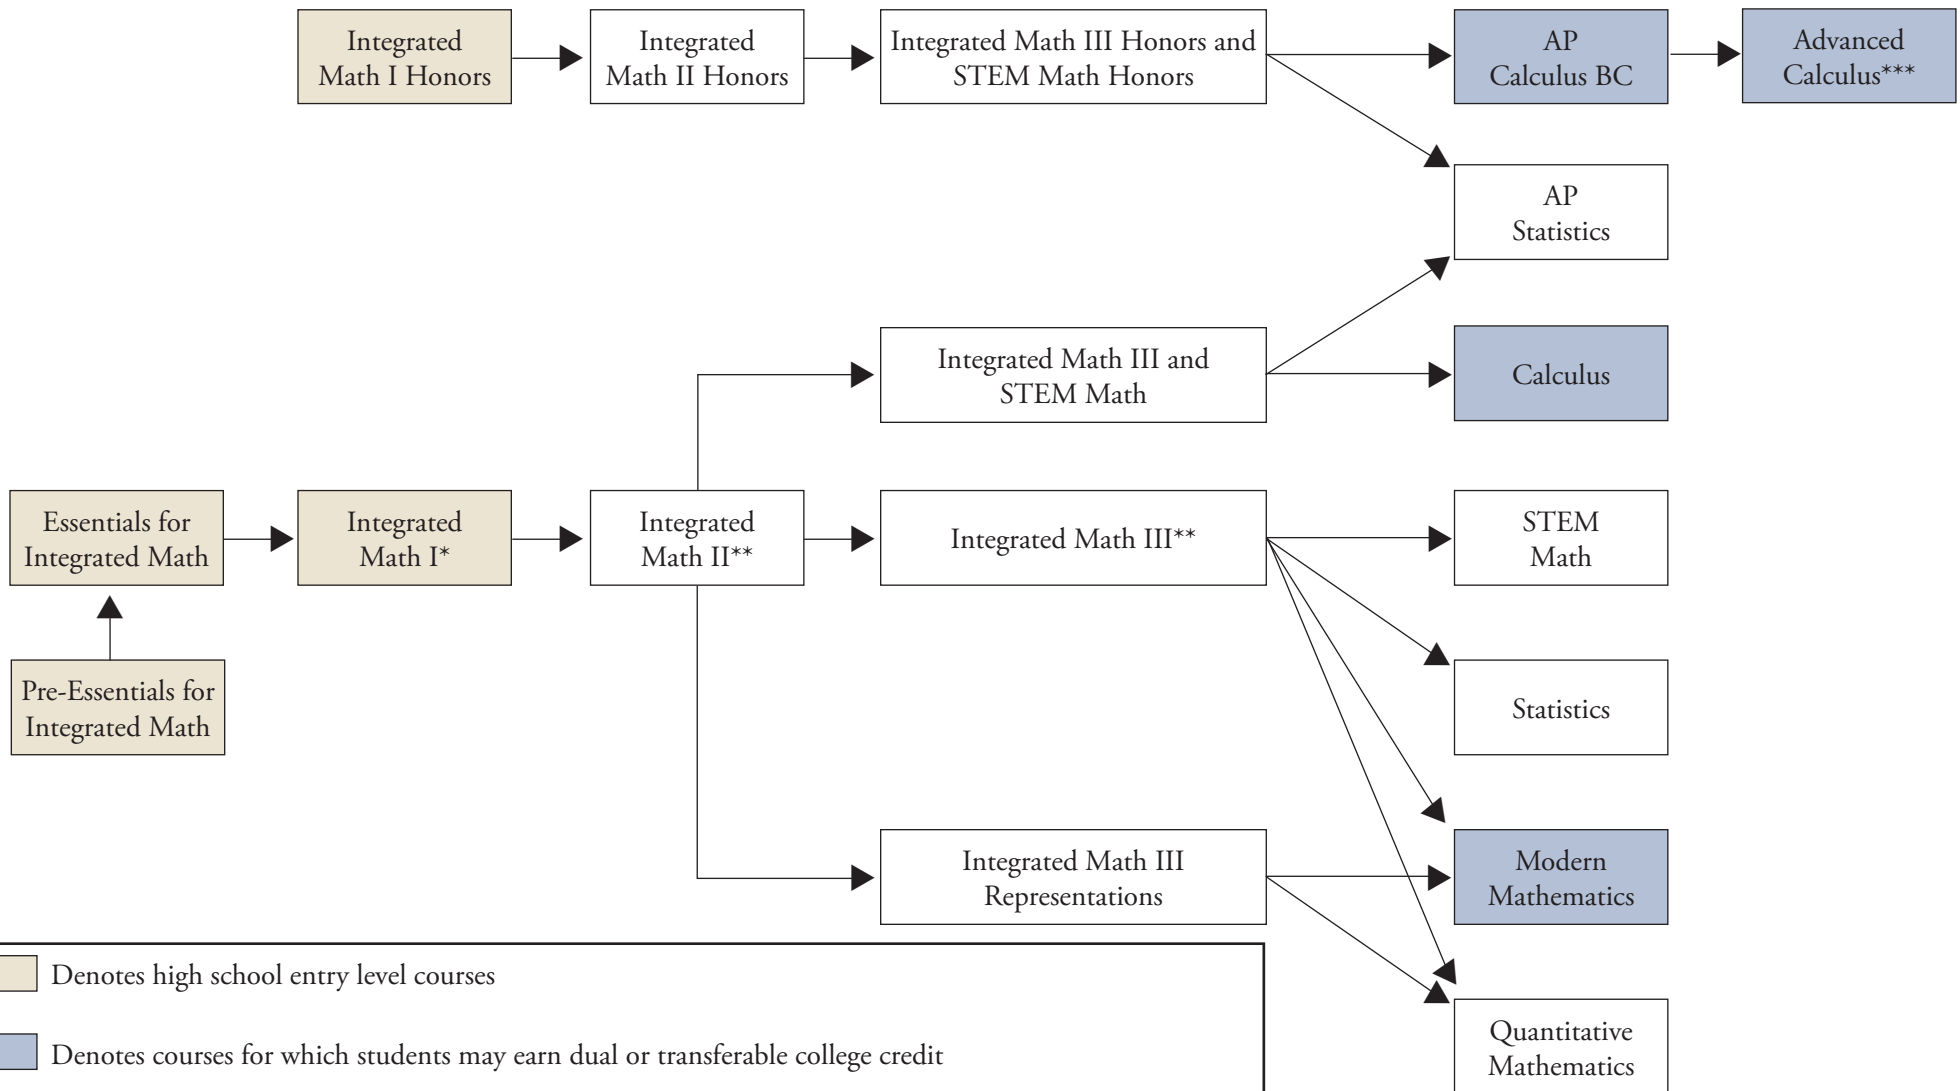 Integrated
Math I Honors
Integrated
Math II Honors
Integrated Math III Honors and
STEM Math Honors
AP
Calculus BC
Advanced
Calculus***
AP
Statistics
Integrated Math III and
STEM Math
Calculus
Essentials for
Integrated Math
Integrated
Math I*
Integrated
Math II**
Integrated Math III**
STEM
Math
Pre-Essentials for
Integrated Math
Statistics
Integrated Math III
Representations
Modern
Mathematics
Denotes high school entry level courses
Denotes courses for which students may earn dual or transferable college credit
Quantitative
Mathematics